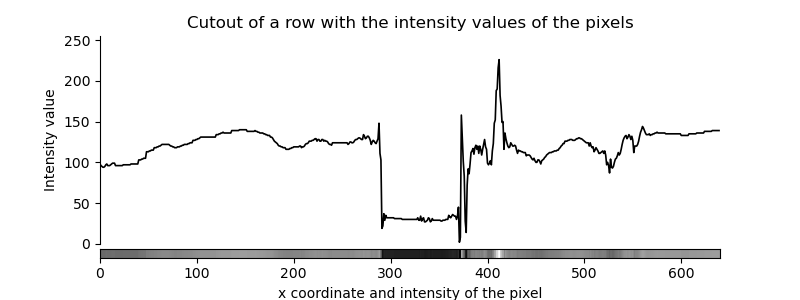 Cutout of a row with the intensity values of the pixels
250
200
150
100
50
0
Intensity value
0 100 200 300 400 500 600
x coordinate and intensity of the pixel